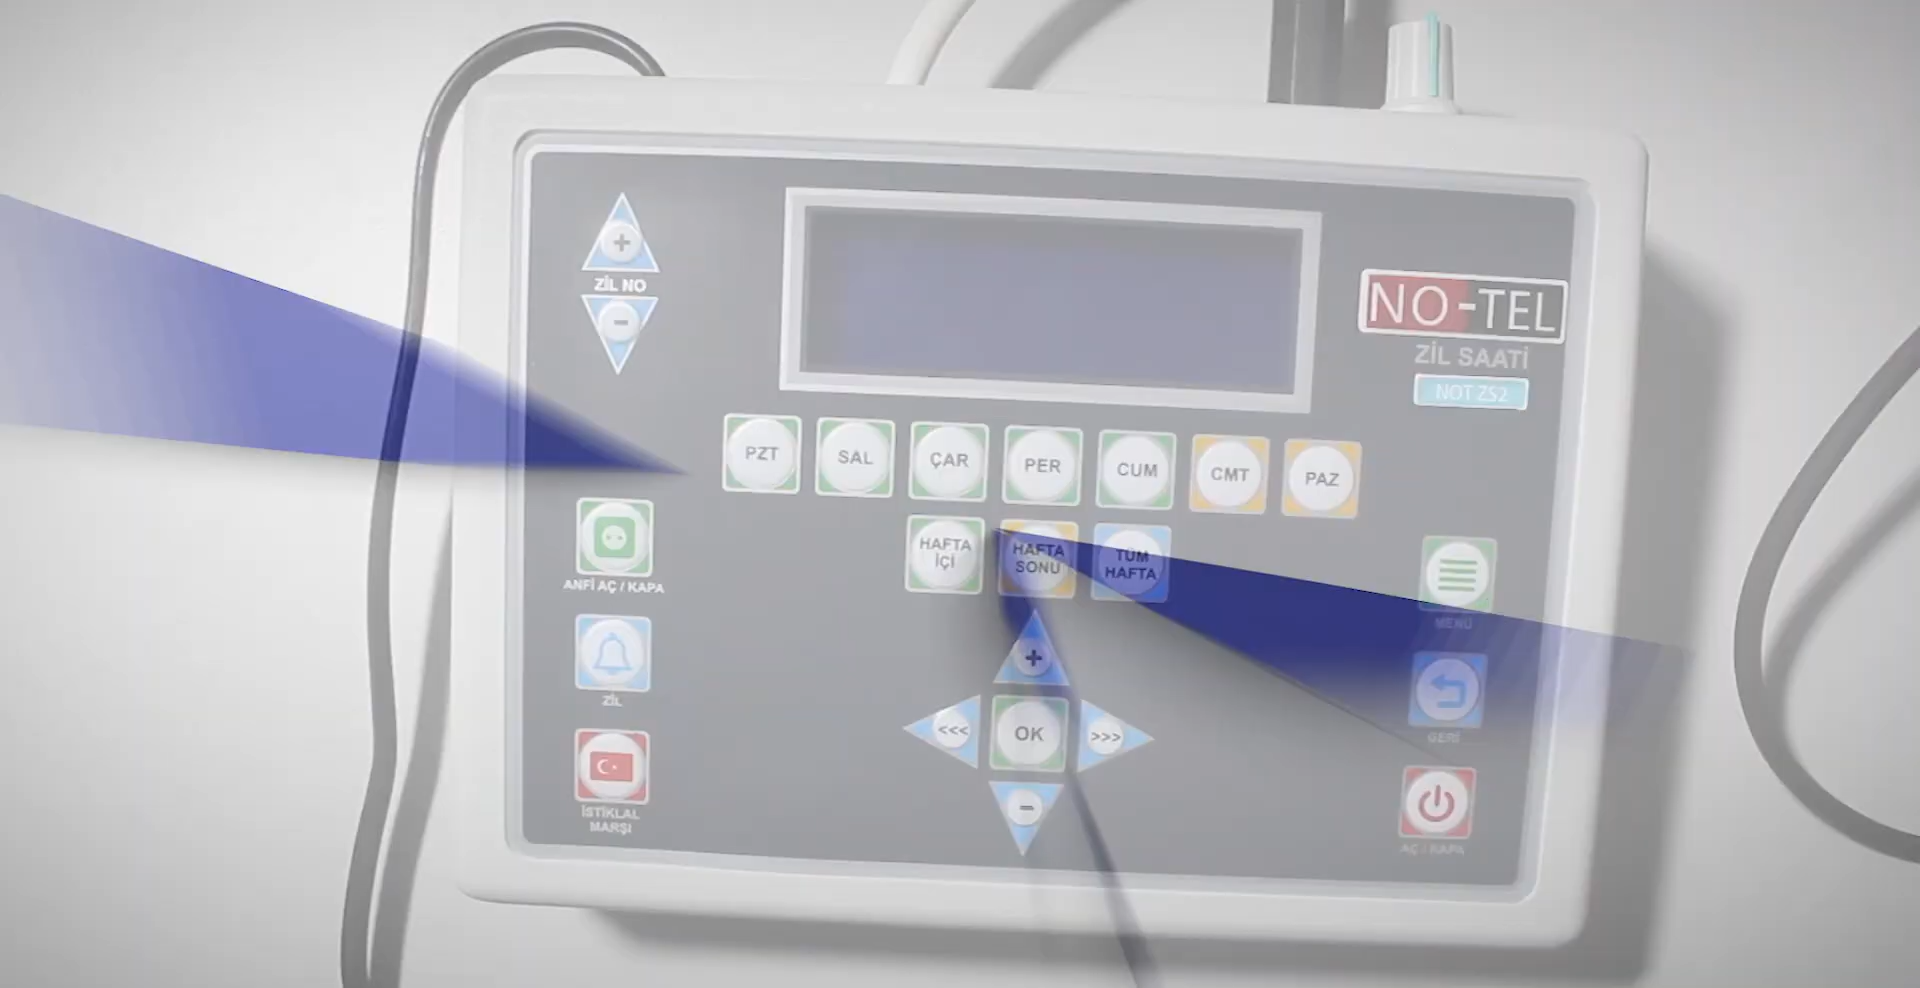 +
ZİL NO
-
NO-TEL
ZİL SAATİ
NOT ZS2
PZT
SAL
ÇAR
PER
CUM
CMT
PAZ
HAFTA
İÇİ
HAFTA
SONU
TÜM
HAFTA
ANFİ AÇ / KAPA
MENÜ
ZİL
+
<<<
OK
>>>
-
GERİ
İSTİKLAL
MARŞI
AÇ / KAPA